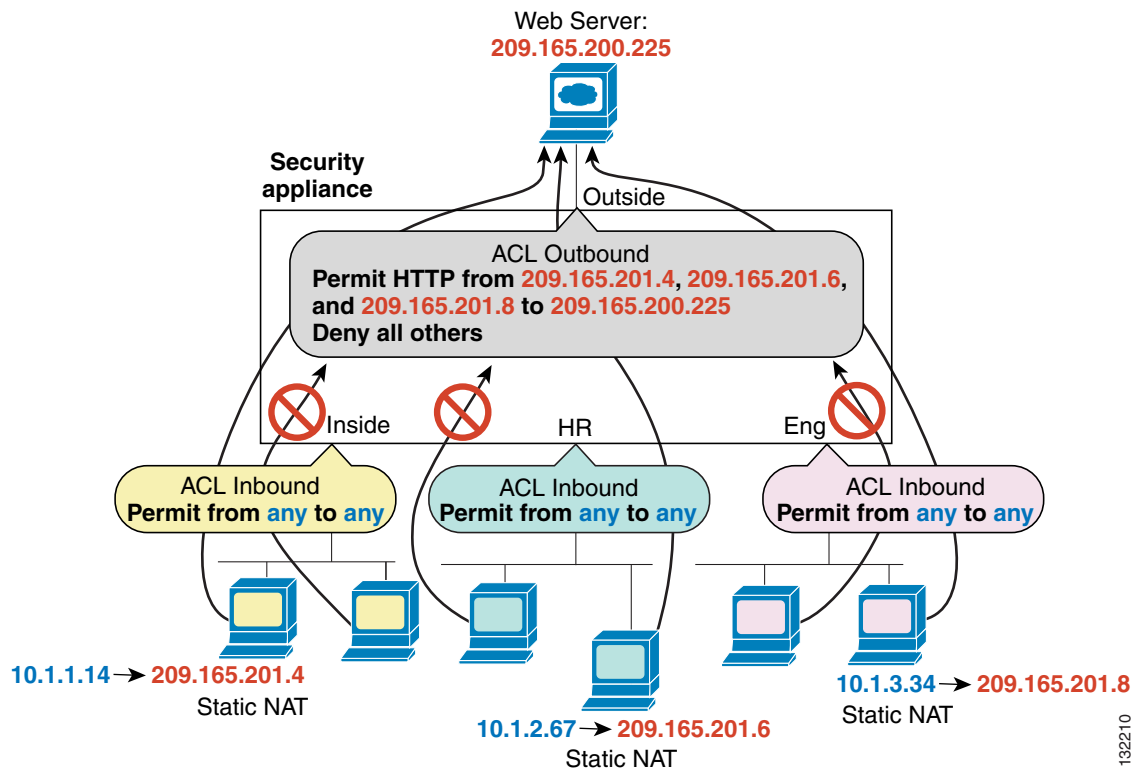 Web Server:
209.165.200.225
Security
appliance
Outside
ACL Outbound
Permit HTTP from 209.165.201.4, 209.165.201.6,
and 209.165.201.8 to 209.165.200.225
Deny all others
Inside
HR
Eng
ACL Inbound
Permit from any to any
ACL Inbound
Permit from any to any
ACL Inbound
Permit from any to any
10.1.1.14 → 209.165.201.4
Static NAT
10.1.2.67 → 209.165.201.6
Static NAT
10.1.3.34 → 209.165.201.8
Static NAT
132210